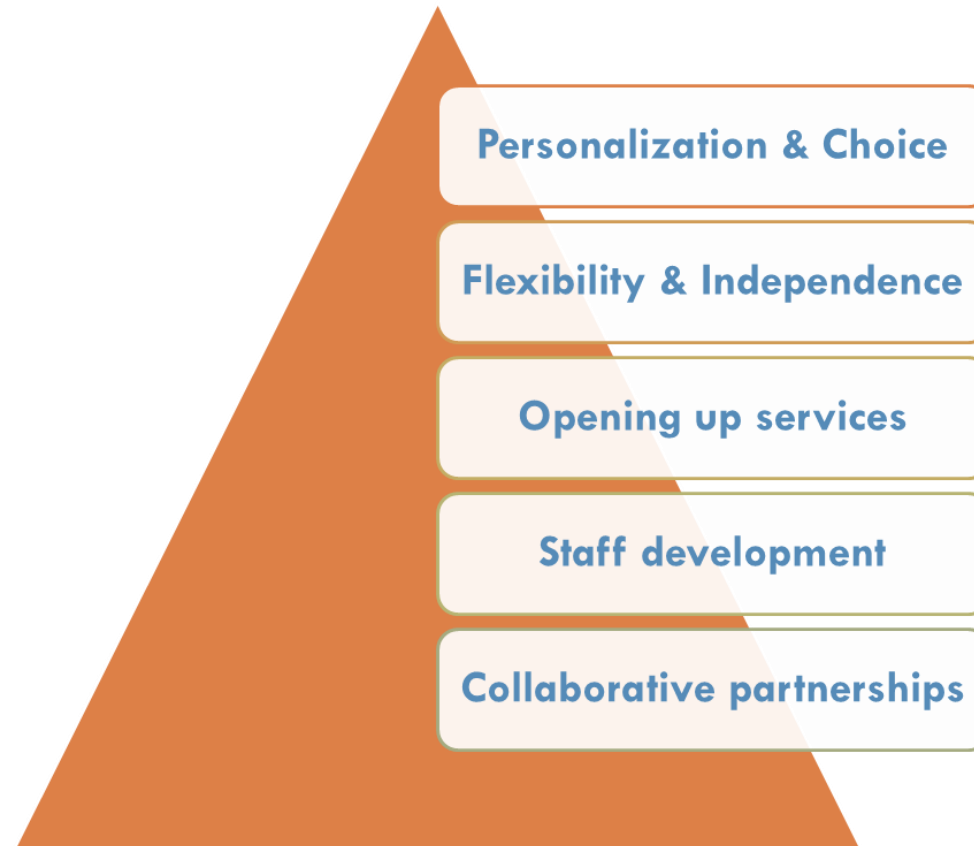 Personalization & Choice
Flexibility & Independence
Opening up services
Staff development
Collaborative partnerships